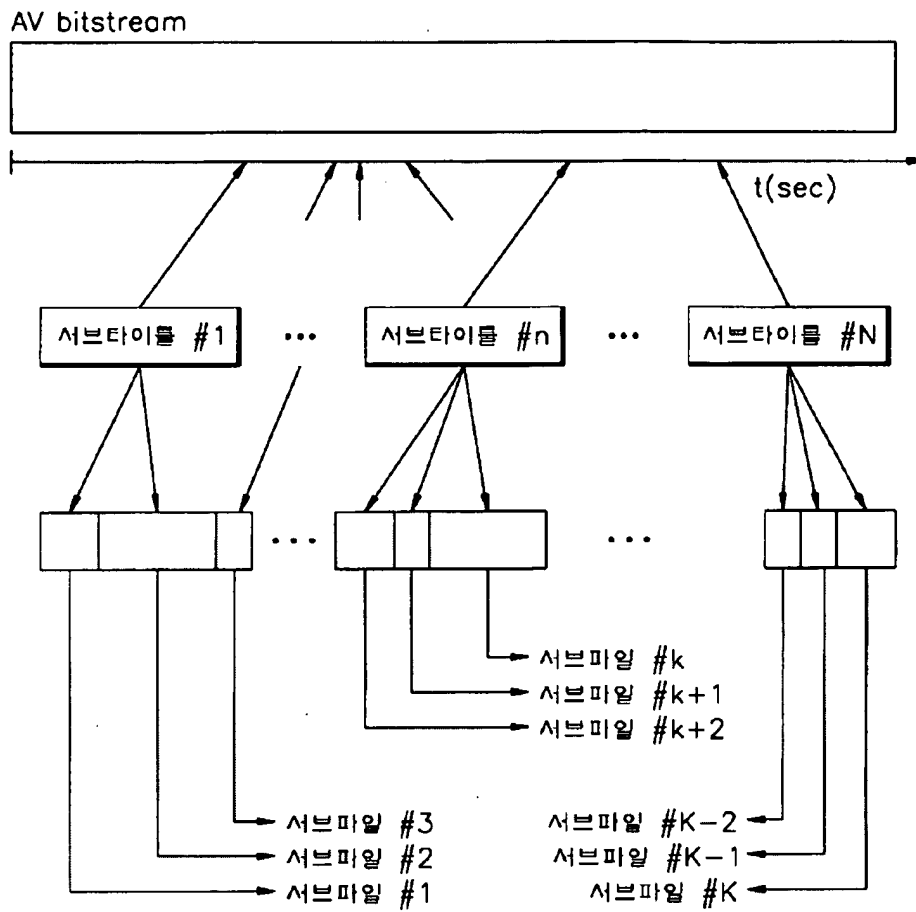 AV bitstream
t(sec)
서브타이틀 #1 ··· 서브타이틀 #n ··· 서브타이틀 #N
··· ···
서브파일 #k
서브파일 #k+1
서브파일 #k+2
서브파일 #3
서브파일 #2
서브파일 #1
서브파일 #K-2
서브파일 #K-1
서브파일 #K